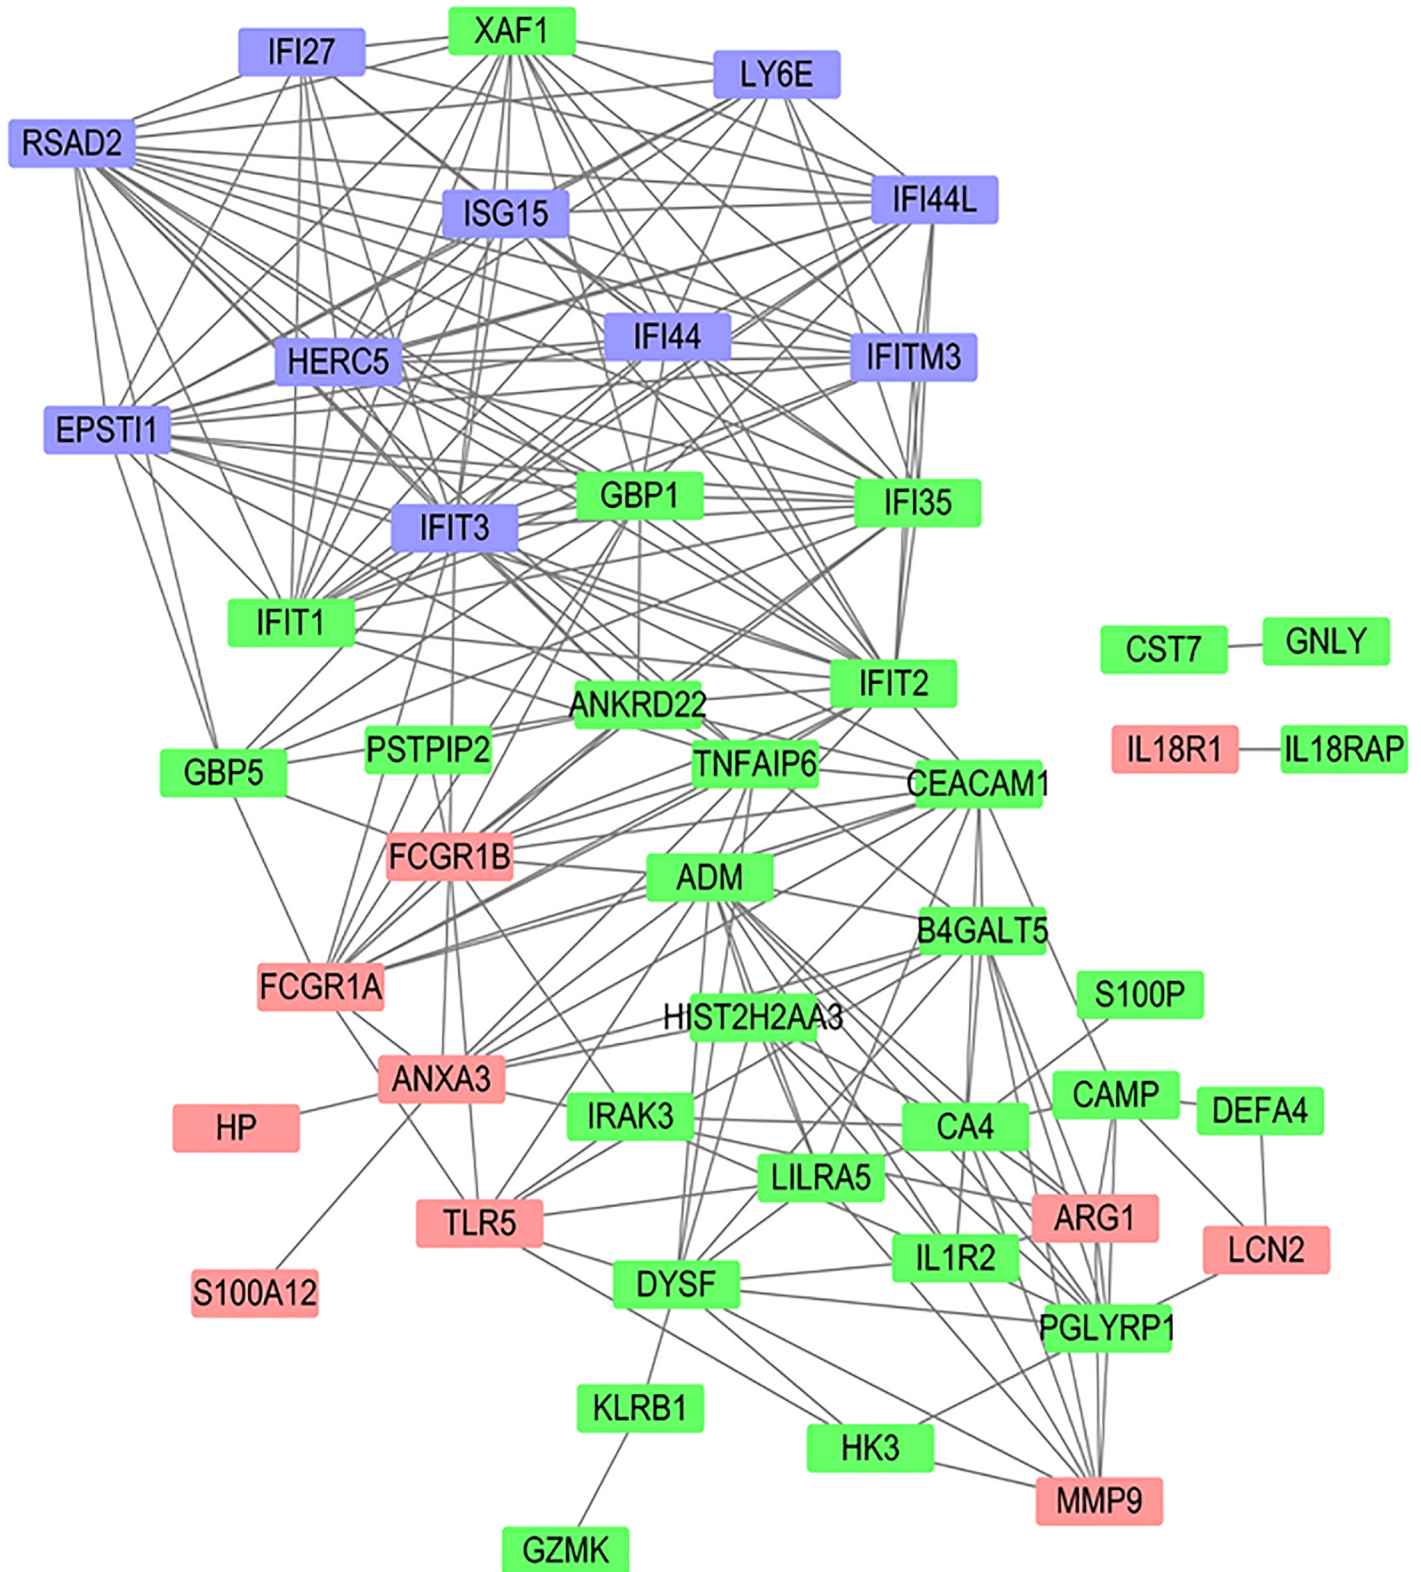 XAF1
IFI27
LY6E
RSAD2
IFI44L
ISG15
IFI44
IFITM3
HERC5
EPSTI1
GBP1
IFI35
IFIT3
IFIT1
CST7
GNLY
IFIT2
ANKRD22
PSTPIP2
IL18R1
IL18RAP
GBP5
TNFAIP6
CEACAM1
FCGR1B
ADM
B4GALT5
FCGR1A
S100P
HIST2H2AA3
ANXA3
CAMP
DEFA4
HP
IRAK3
CA4
LILRA5
TLR5
ARG1
LCN2
IL1R2
S100A12
DYSF
PGLYRP1
KLRB1
HK3
MMP9
GZMK